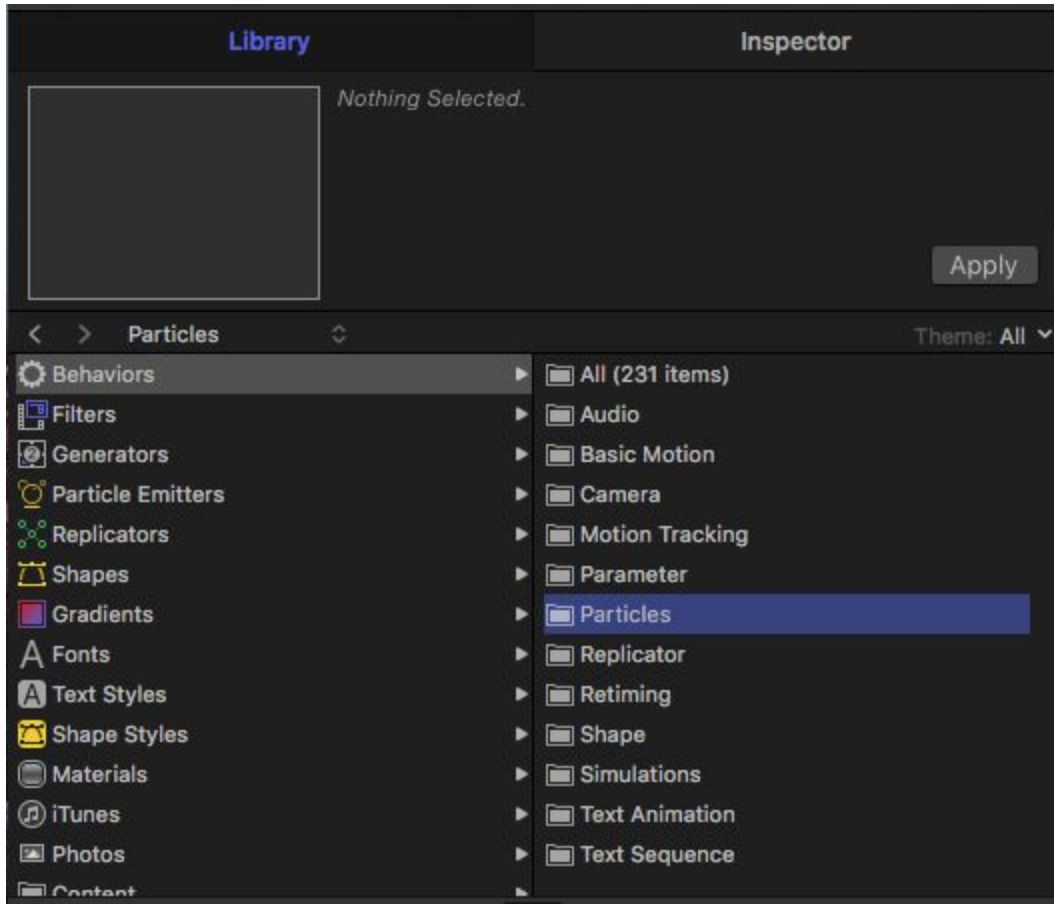 Library
Inspector
Nothing Selected.
Apply
Particles
Theme: All
Behaviors
Filters
Generators
Particle Emitters
Replicators
Shapes
Gradients
Fonts
Text Styles
Shape Styles
Materials
iTunes
Photos
Content
All (231 items)
Audio
Basic Motion
Camera
Motion Tracking
Parameter
Particles
Replicator
Retiming
Shape
Simulations
Text Animation
Text Sequence